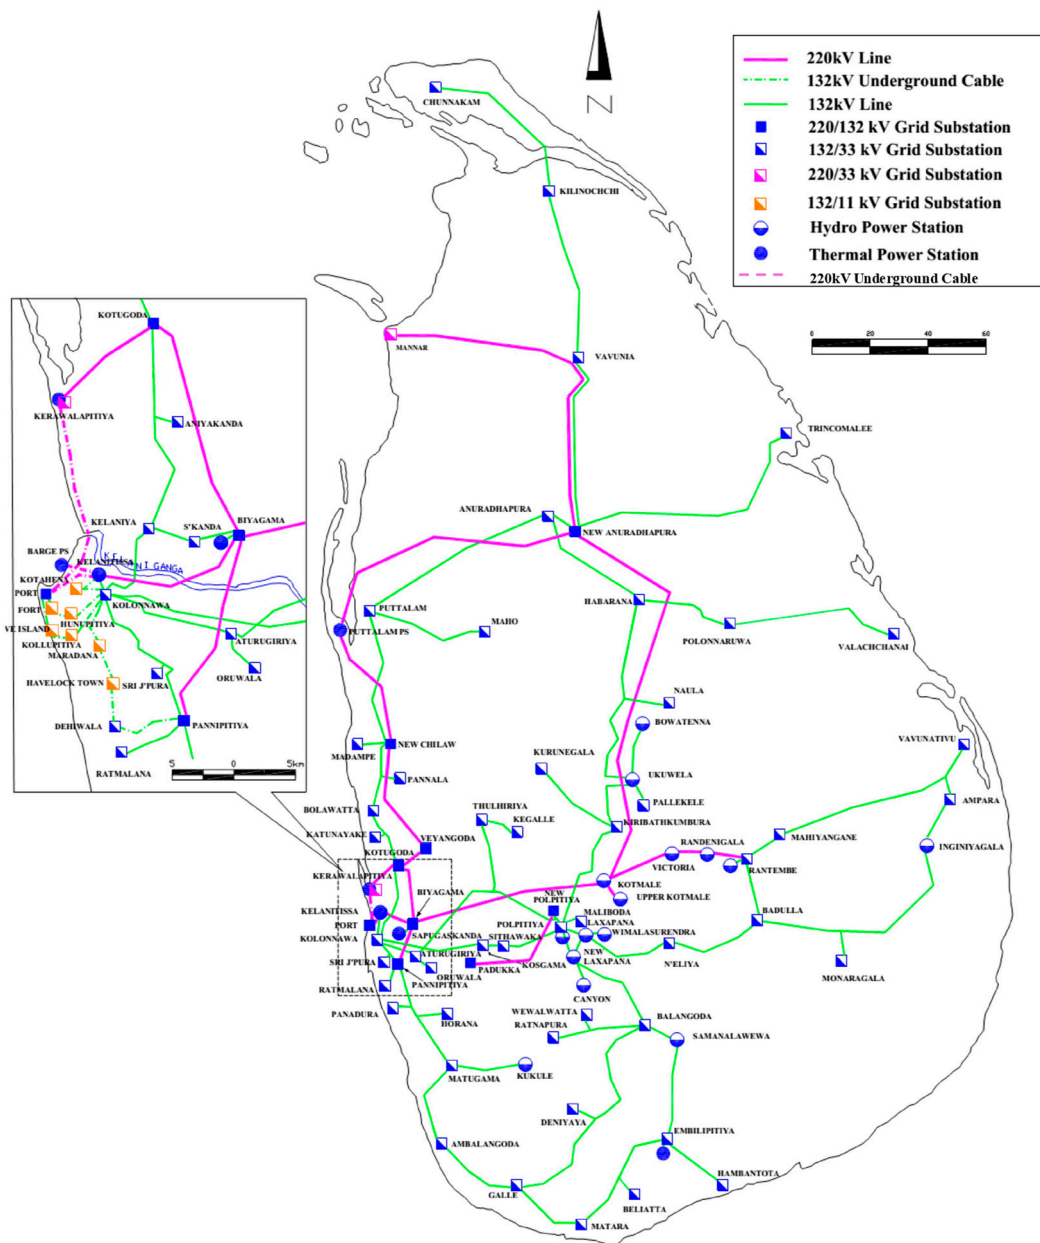 220kV Line
132kV Underground Cable
132kV Line
220/132 kV Grid Substation
132/33 kV Grid Substation
220/33 kV Grid Substation
132/11 kV Grid Substation
Hydro Power Station
Thermal Power Station
220kV Underground Cable
N
0 20 40 60
CHUNNAKAM
KILINOCHCHI
MANNAR
VAVUNIA
TRINCOMALEE
ANURADHAPURA
NEW ANURADHAPURA
PUTTALAM
PUTTALAM PS
MAHO
HABARANA
POLONNARUWA
VALACHCHANAI
NAULA
BOWATENNA
NEW CHILAW
MADAMPE
PANNALA
KURUNEGALA
UKUWELA
PALLEKELE
VAVUNATIVU
AMPARA
BOLAWATTA
THULHIRIYA
KEGALLE
KIRIBATHKUMBURA
KATUNAYAKE
VEYANGODA
KOTUGODA
MAHIYANGANE
RANDENIGALA
VICTORIA
RANTEMBE
INGINIYAGALA
KERAWALAPITIYA
KOTMALE
UPPER KOTMALE
BIYAGAMA
KELANITISSA
PORT
NEW
POLPITIYA
POLPITIYA
MALIBODA
LAXAPANA
WIMALASURENDRA
BADULLA
KOLONNAWA
SAPUGASKANDA
SITHAWAKA
KOSGAMA
ATURUGIRIYA
ORUWALA
SRI J'PURA
PADUKKA
PANNIPITIYA
NEW
LAXAPANA
N'ELIYA
MONARAGALA
RATMALANA
CANYON
PANADURA
HORANA
WEWALWATTA
RATNAPURA
BALANGODA
SAMANALAWEWA
MATUGAMA
KUKULE
DENIYAYA
EMBILIPITIYA
AMBALANGODA
GALLE
BELIATTA
HAMBANTOTA
MATARA
KOTUGODA
KERAWALAPITIYA
ANIYAKANDA
KELANIYA
S'KANDA
BIYAGAMA
BARGE PS
KELANITISSA
KELANI GANGA
KOTAHENA
PORT
KOLONNAWA
FORT
HUNUPITIYA
VE ISLAND
KOLLUPITIYA
MARADANA
ATURUGIRIYA
ORUWALA
SRI J'PURA
HAVELOCK TOWN
DEHIWALA
PANNIPITIYA
RATMALANA
5 0 5km